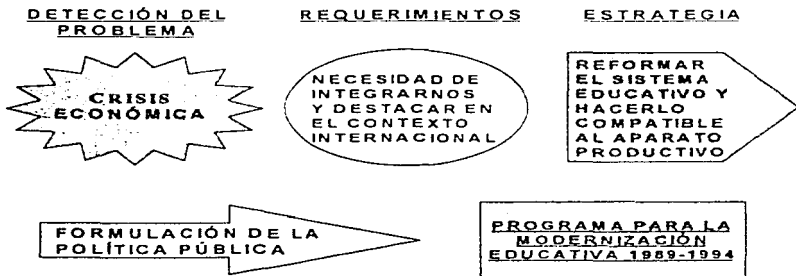 DETECCIÓN DEL
PROBLEMA
REQUERIMIENTOS
ESTRATEGIA
CRISIS
ECONÓMICA
NECESIDAD DE
INTEGRARNOS
Y DESTACAR EN
EL CONTEXTO
INTERNACIONAL
REFORMAR
EL SISTEMA
EDUCATIVO Y
HACERLO
COMPATIBLE
AL APARATO
PRODUCTIVO
FORMULACIÓN DE LA
POLÍTICA PÚBLICA
PROGRAMA PARA LA
MODERNIZACIÓN
EDUCATIVA 1989-1994